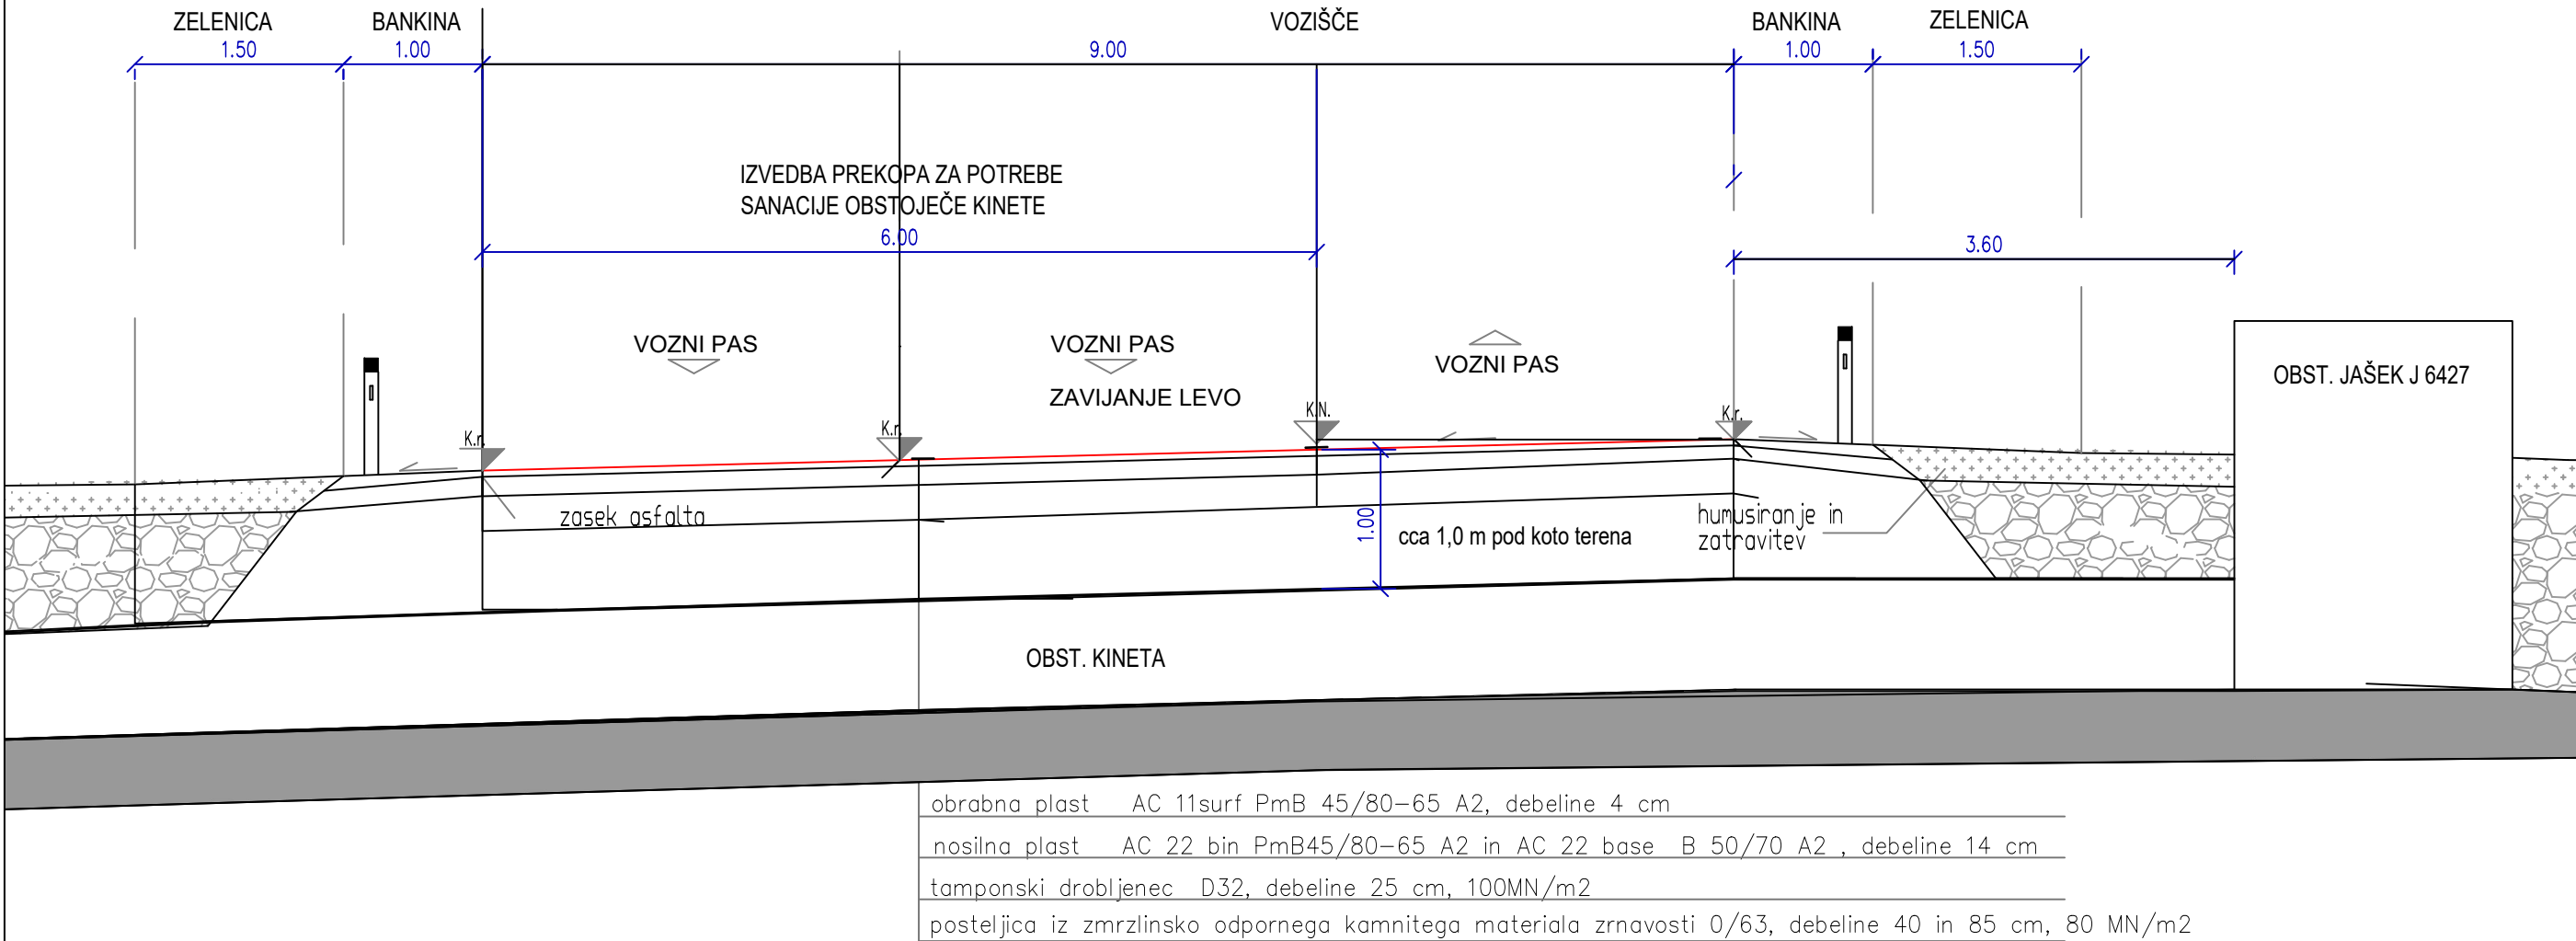 ZELENICA BANKINA VOZIŠČE BANKINA ZELENICA
1.50 1.00 9.00 1.00 1.50
IZVEDBA PREKOPA ZA POTREBE
SANACIJE OBSTOJEČE KINETE
6.00 3.60
VOZNI PAS VOZNI PAS VOZNI PAS
ZAVIJANJE LEVO
OBST. JAŠEK J 6427
K.r. K.r. K.N. K.r.
zasek asfalta
1.00 cca 1,0 m pod koto terena
humusiranje in
zatravitev
OBST. KINETA
obrabna plast AC 11surf PmB 45/80-65 A2, debeline 4 cm
nosilna plast AC 22 bin PmB45/80-65 A2 in AC 22 base B 50/70 A2 , debeline 14 cm
tamponski drobljenec D32, debeline 25 cm, 100MN/m2
posteljica iz zmrzlinsko odpornega kamnitega materiala zrnavosti 0/63, debeline 40 in 85 cm, 80 MN/m2